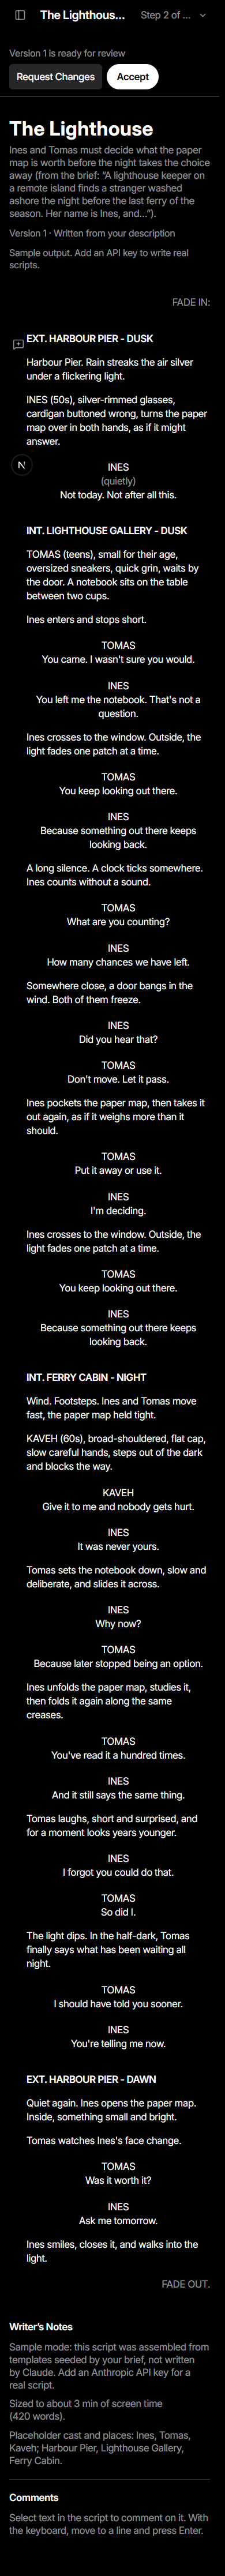 The Lighthous...
Step 2 of ...
Version 1 is ready for review
Request Changes
Accept
The Lighthouse
Ines and Tomas must decide what the paper
map is worth before the night takes the choice
away (from the brief: “A lighthouse keeper on
a remote island finds a stranger washed
ashore the night before the last ferry of the
season. Her name is Ines, and...”).
Version 1 · Written from your description
Sample output. Add an API key to write real
scripts.
FADE IN:
EXT. HARBOUR PIER - DUSK
Harbour Pier. Rain streaks the air silver
under a flickering light.
INES (50s), silver-rimmed glasses,
cardigan buttoned wrong, turns the paper
map over in both hands, as if it might
answer.
N
INES
(quietly)
Not today. Not after all this.
INT. LIGHTHOUSE GALLERY - DUSK
TOMAS (teens), small for their age,
oversized sneakers, quick grin, waits by
the door. A notebook sits on the table
between two cups.
Ines enters and stops short.
TOMAS
You came. I wasn't sure you would.
INES
You left me the notebook. That's not a
question.
Ines crosses to the window. Outside, the
light fades one patch at a time.
TOMAS
You keep looking out there.
INES
Because something out there keeps
looking back.
A long silence. A clock ticks somewhere.
Ines counts without a sound.
TOMAS
What are you counting?
INES
How many chances we have left.
Somewhere close, a door bangs in the
wind. Both of them freeze.
INES
Did you hear that?
TOMAS
Don't move. Let it pass.
Ines pockets the paper map, then takes it
out again, as if it weighs more than it
should.
TOMAS
Put it away or use it.
INES
I'm deciding.
Ines crosses to the window. Outside, the
light fades one patch at a time.
TOMAS
You keep looking out there.
INES
Because something out there keeps
looking back.
INT. FERRY CABIN - NIGHT
Wind. Footsteps. Ines and Tomas move
fast, the paper map held tight.
KAVEH (60s), broad-shouldered, flat cap,
slow careful hands, steps out of the dark
and blocks the way.
KAVEH
Give it to me and nobody gets hurt.
INES
It was never yours.
Tomas sets the notebook down, slow and
deliberate, and slides it across.
INES
Why now?
TOMAS
Because later stopped being an option.
Ines unfolds the paper map, studies it,
then folds it again along the same
creases.
TOMAS
You've read it a hundred times.
INES
And it still says the same thing.
Tomas laughs, short and surprised, and
for a moment looks years younger.
INES
I forgot you could do that.
TOMAS
So did I.
The light dips. In the half-dark, Tomas
finally says what has been waiting all
night.
TOMAS
I should have told you sooner.
INES
You're telling me now.
EXT. HARBOUR PIER - DAWN
Quiet again. Ines opens the paper map.
Inside, something small and bright.
Tomas watches Ines's face change.
TOMAS
Was it worth it?
INES
Ask me tomorrow.
Ines smiles, closes it, and walks into the
light.
FADE OUT.
Writer's Notes
Sample mode: this script was assembled from
templates seeded by your brief, not written
by Claude. Add an Anthropic API key for a
real script.
Sized to about 3 min of screen time
(420 words).
Placeholder cast and places: Ines, Tomas,
Kaveh; Harbour Pier, Lighthouse Gallery,
Ferry Cabin.
Comments
Select text in the script to comment on it. With
the keyboard, move to a line and press Enter.